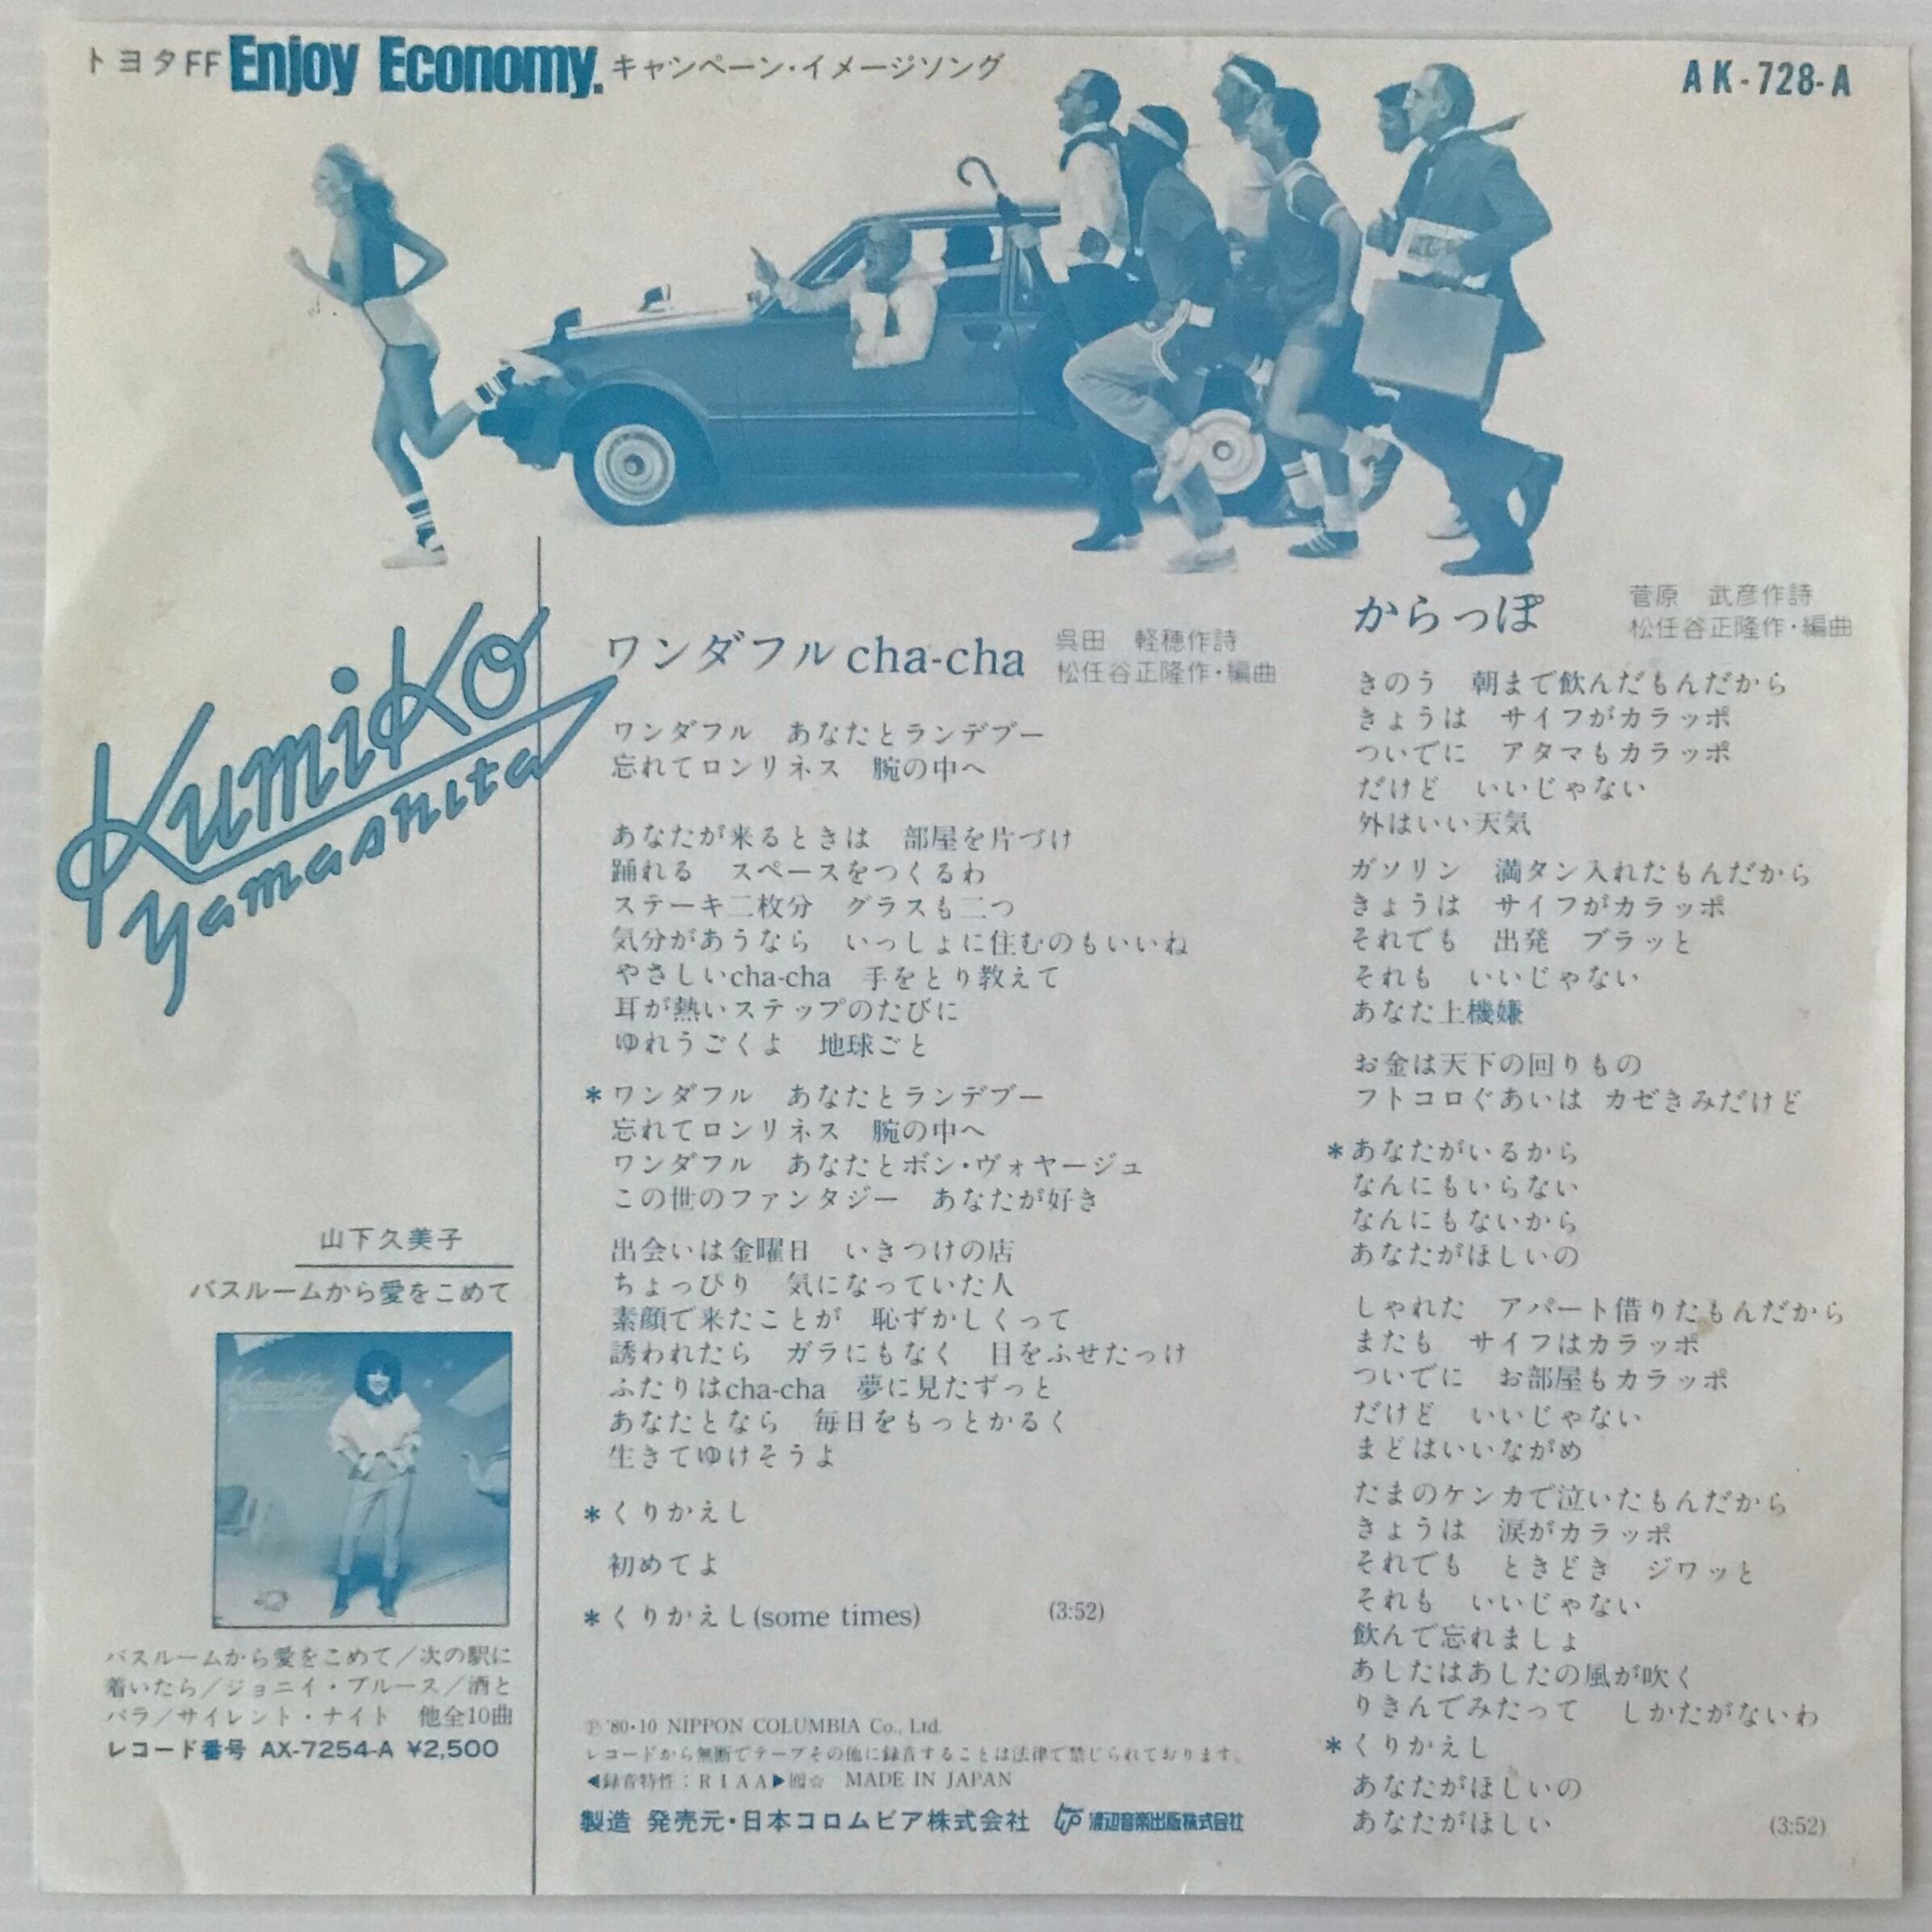 トヨタFF Enjoy Economy. キャンペーン・イメージソング
AK-728-A
Kumiko
Yamashita
ワンダフル cha-cha
呉田　軽穂作詩
松任谷正隆作・編曲
ワンダフル　あなたとランデブー
忘れてロンリネス　腕の中へ
あなたが来るときは　部屋を片づけ
踊れる　スペースをつくるわ
ステーキ二枚分　グラスも二つ
気分があうなら　いっしょに住むのもいいね
やさしいcha-cha　手をとり教えて
耳が熱いステップのたびに
ゆれうごくよ　地球ごと
*ワンダフル　あなたとランデブー
忘れてロンリネス　腕の中へ
ワンダフル　あなたとボン・ヴォヤージュ
この世のファンタジー　あなたが好き
出会いは金曜日　いきつけの店
ちょっぴり　気になっていた人
素顔で来たことが　恥ずかしくって
誘われたら　ガラにもなく　目をふせたっけ
ふたりはcha-cha　夢に見たずっと
あなたとなら　毎日をもっとかるく
生きてゆけそうよ
*くりかえし
初めてよ
*くりかえし(some times)
(3:52)
からっぽ
菅原　武彦作詩
松任谷正隆作・編曲
きのう　朝まで飲んだもんだから
きょうは　サイフがカラッポ
ついでに　アタマもカラッポ
だけど　いいじゃない
外はいい天気
ガソリン　満タン入れたもんだから
きょうは　サイフがカラッポ
それでも　出発　ブラッと
それも　いいじゃない
あなた上機嫌
お金は天下の回りもの
フトコロぐあいは カゼきみだけど
*あなたがいるから
なんにもいらない
なんにもないから
あなたがほしいの
しゃれた　アパート借りたもんだから
またも　サイフはカラッポ
ついでに　お部屋もカラッポ
だけど　いいじゃない
まどはいいながめ
たまのケンカで泣いたもんだから
きょうは　涙がカラッポ
それでも　ときどき　ジワッと
それも　いいじゃない
飲んで忘れましょ
あしたはあしたの風が吹く
りきんでみたって　しかたがないわ
*くりかえし
あなたがほしいの
あなたがほしい
(3:52)
山下久美子
バスルームから愛をこめて
Kumiko
Yamashita
バスルームから愛をこめて／次の駅に
着いたら／ジョニイ・ブルース／酒と
バラ／サイレント・ナイト　他全10曲
レコード番号 AX-7254-A ¥2,500
℗'80・10 NIPPON COLUMBIA Co., Ltd.
レコードから無断でテープその他に録音することは法律で禁じられております。
◀録音特性：RIAA▶ ☆ MADE IN JAPAN
製造 発売元・日本コロムビア株式会社
渡辺音楽出版株式会社